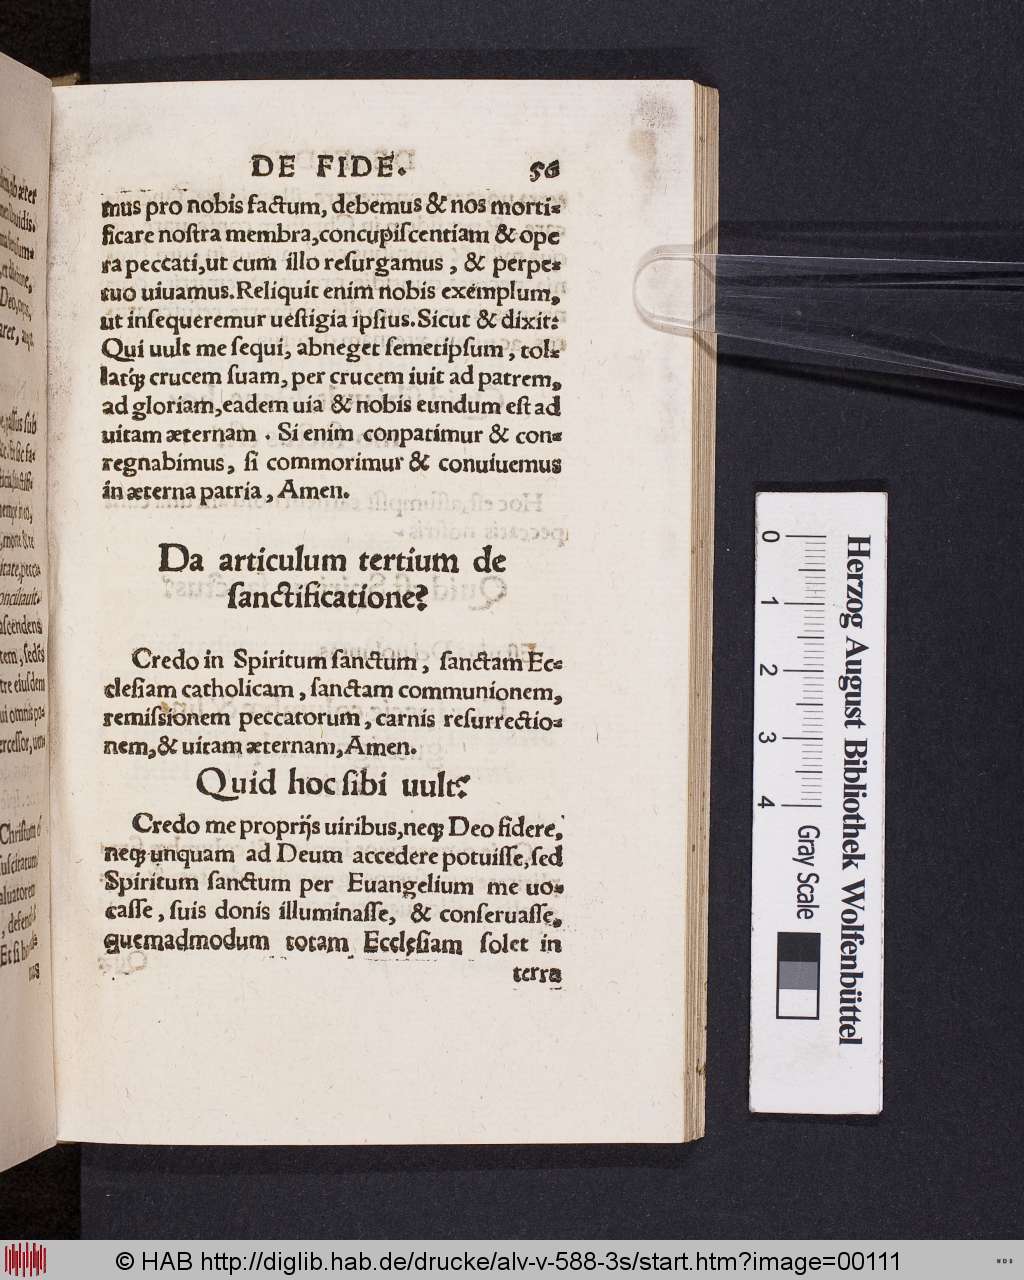 DE FIDE. 56
mus pro nobis factum, debemus & nos morti⸗
ficare noſtra membra, concupiſcentiam & ope
ra peccati, ut cum illo reſurgamus, & perpe⸗
tuo uiuamus. Reliquit enim nobis exemplum,
ut inſequeremur ueſtigia ipſius. Sicut & dixit:
Qui uult me ſequi, abneget ſemetipſum, tol⸗
latq́ꝫ crucem ſuam, per crucem iuit ad patrem,
ad gloriam, eadem uia & nobis eundum eſt ad
uitam æternam. Si enim conpatimur & con⸗
regnabimus, ſi commorimur & conuiuemus
in æterna patria, Amen.
Da articulum tertium de
ſanctificatione?
Credo in Spiritum ſanctum, ſanctam Ec⸗
cleſiam catholicam, ſanctam communionem,
remiſsionem peccatorum, carnis reſurrectio⸗
nem, & uitam æternam, Amen.
Quid hoc ſibi uult?
Credo me proprijs uiribus, neqꝫ Deo fidere,
neqꝫ unquam ad Deum accedere potuiſſe, ſed
Spiritum ſanctum per Euangelium me uo⸗
caſſe, ſuis donis illuminaſſe, & conſeruaſſe,
quemadmodum totam Eccleſiam ſolet in
terra
Herzog August Bibliothek Wolfenbüttel
0 1 2 3 4 Gray Scale
© HAB http://diglib.hab.de/drucke/alv-v-588-3s/start.htm?image=00111